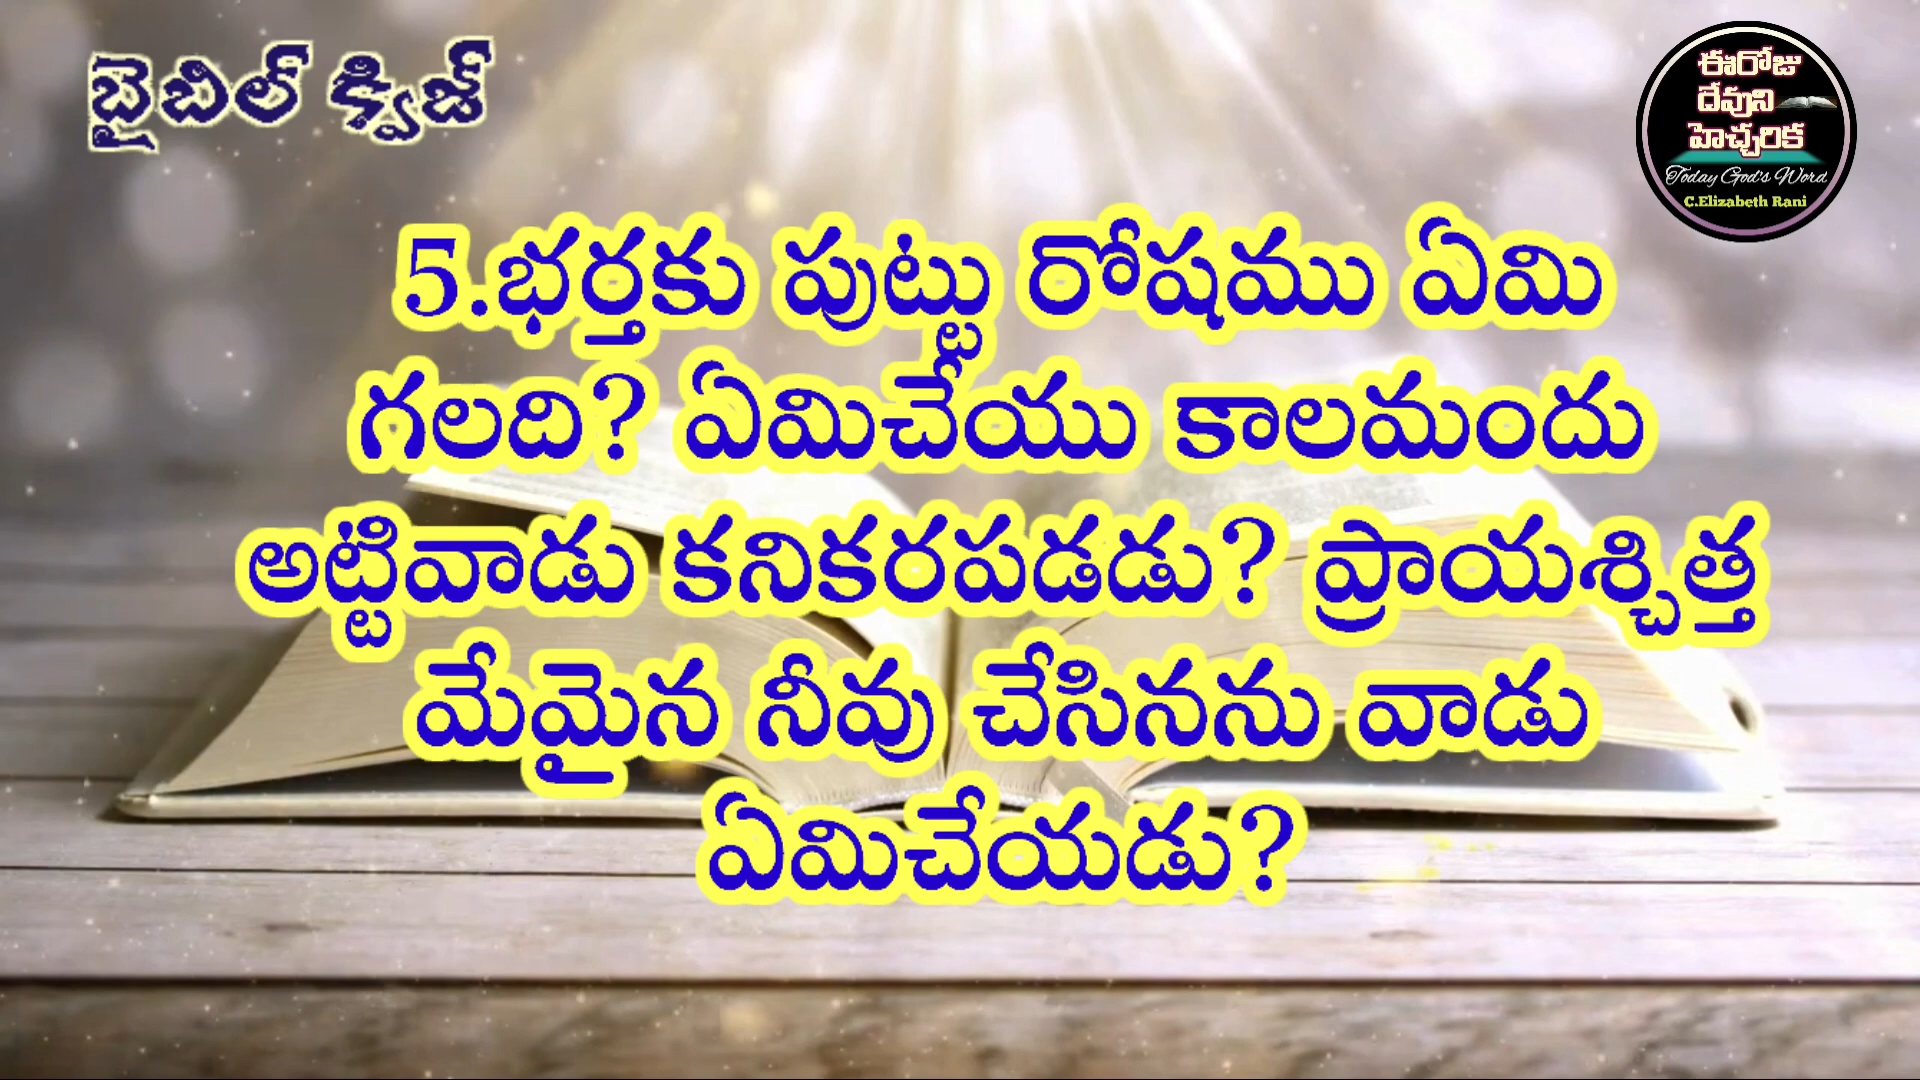 బైబిల్ క్విజ్
ఈరోజు
దేవుని
హెచ్చరిక
Today God's Word
C.Elizabeth Rani
5.భర్తకు పుట్టు రోషము ఏమి
గలది? ఏమిచేయు కాలమందు
అట్టివాడు కనికరపడడు? ప్రాయశ్చిత్త
మేమైన నీవు చేసినను వాడు
ఏమిచేయడు?